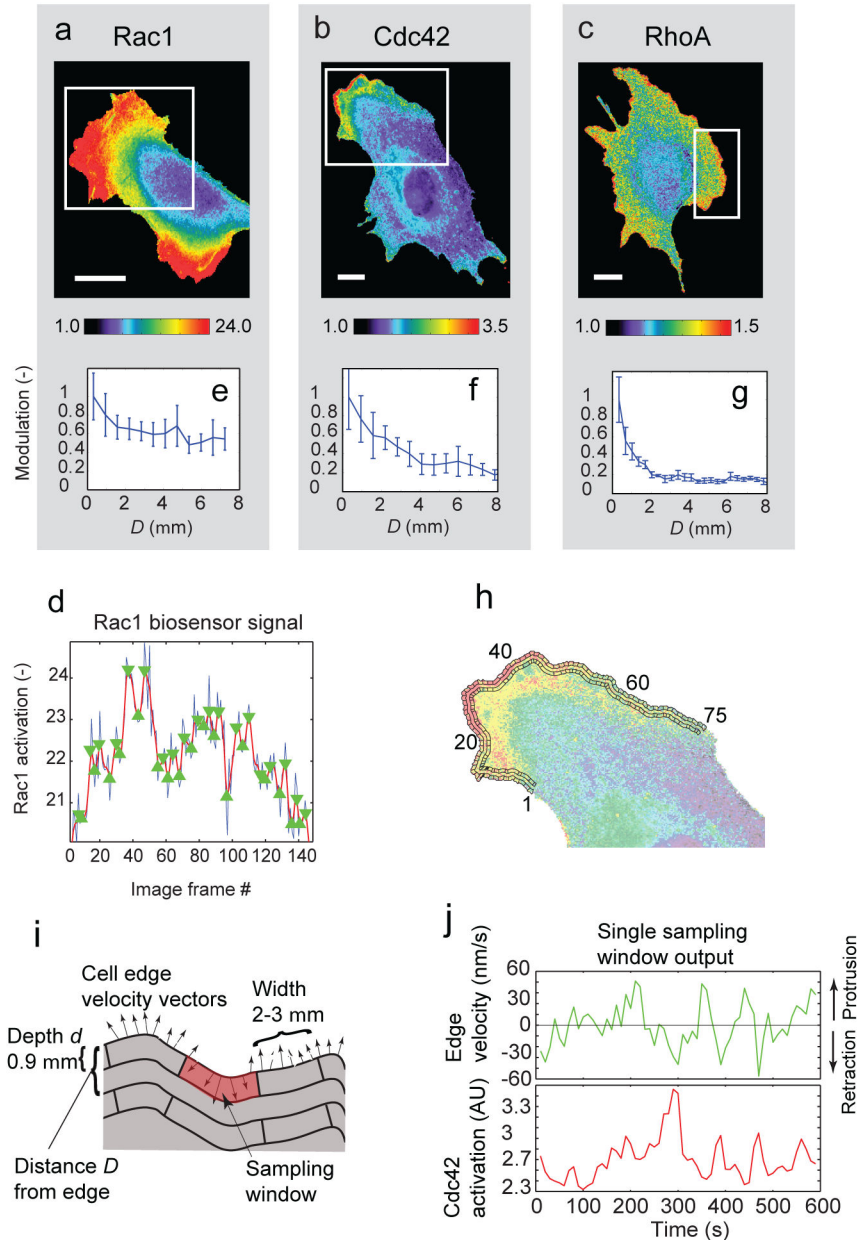 a Rac1
b Cdc42
c RhoA
1.0 24.0
1.0 3.5
1.0 1.5
Modulation (-)
e
1
0.8
0.6
0.4
0.2
0
0 2 4 6 8
D (mm)
f
1
0.8
0.6
0.4
0.2
0
0 2 4 6 8
D (mm)
g
1
0.8
0.6
0.4
0.2
0
0 2 4 6 8
D (mm)
d
Rac1 biosensor signal
Rac1 activation (-)
24
23
22
21
0 20 40 60 80 100 120 140
Image frame #
h
40
60
75
20
1
i
Cell edge
velocity vectors
Width
2-3 mm
Depth d
0.9 mm
Distance D
from edge
Sampling
window
j
Single sampling
window output
Edge
velocity (nm/s)
60
30
0
-30
-60
Protrusion
Retraction
Cdc42
activation (AU)
3.3
2.7
2.3
0 100 200 300 400 500 600
Time (s)